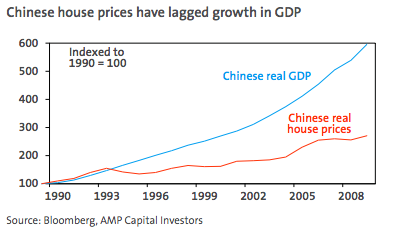 Chinese house prices have lagged growth in GDP
600
500
400
300
200
100
Indexed to
1990 = 100
Chinese real GDP
Chinese real
house prices
1990 1993 1996 1999 2002 2005 2008
Source: Bloomberg, AMP Capital Investors